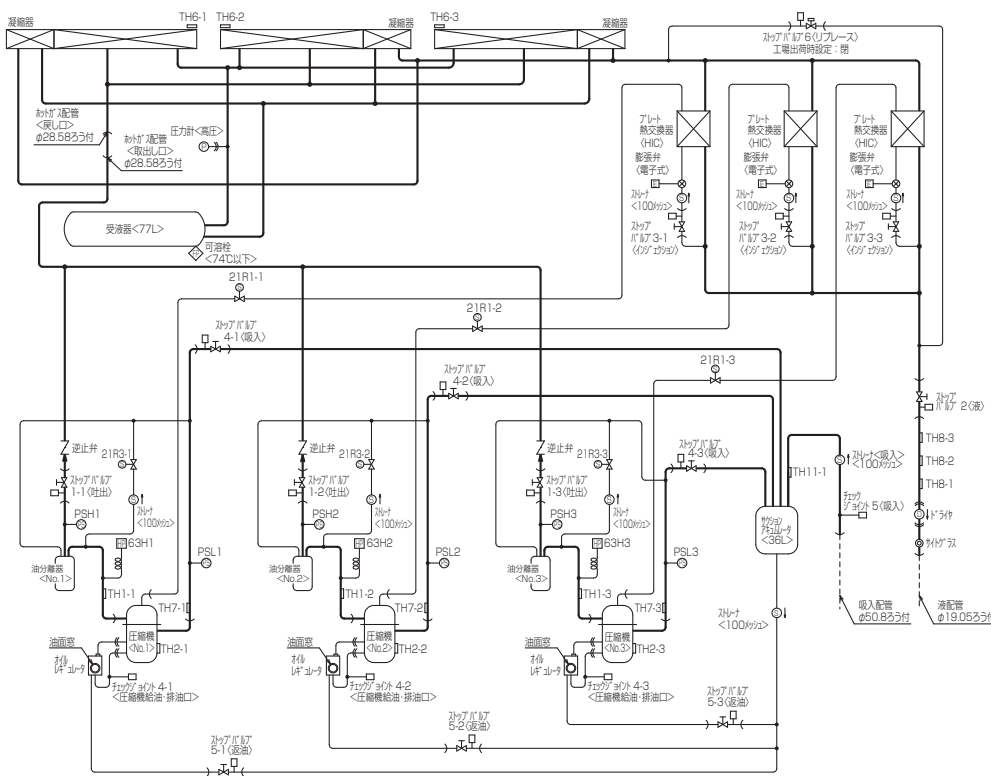 凝縮器
TH6-1
TH6-2
凝縮器
TH6-3
凝縮器
ストップバルブ6〈リプレース〉
工場出荷時設定：閉
ホットガス配管
<戻し口>
φ28.58ろう付
ホットガス配管
<取出し口>
φ28.58ろう付
圧力計<高圧>
P
受液器<77L>
可溶栓
<74℃以下>
プレート
熱交換器
〈HIC〉
膨張弁
〈電子式〉
ストレーナ
<100メッシュ>
ストップ
バルブ3-1
〈インジェクション〉
プレート
熱交換器
〈HIC〉
膨張弁
〈電子式〉
ストレーナ
<100メッシュ>
ストップ
バルブ3-2
〈インジェクション〉
プレート
熱交換器
〈HIC〉
膨張弁
〈電子式〉
ストレーナ
<100メッシュ>
ストップ
バルブ3-3
〈インジェクション〉
21R1-1
21R1-2
21R1-3
ストップバルブ
4-1〈吸入〉
ストップバルブ
4-2〈吸入〉
ストップバルブ
4-3〈吸入〉
ストップ
バルブ2〈液〉
TH8-3
TH8-2
TH8-1
ドライヤ
サイトグラス
逆止弁
21R3-1
ストップバルブ
1-1〈吐出〉
ストレーナ
<100メッシュ>
PSH1
63H1
油分離器
<No.1>
PSL1
TH1-1
TH7-1
圧縮機
<No.1>
TH2-1
油面窓
オイル
レギュレータ
チェックジョイント4-1
<圧縮機給油・排油口>
逆止弁
21R3-2
ストップバルブ
1-2〈吐出〉
ストレーナ
<100メッシュ>
PSH2
63H2
油分離器
<No.2>
PSL2
TH1-2
TH7-2
圧縮機
<No.2>
TH2-2
油面窓
オイル
レギュレータ
チェックジョイント4-2
<圧縮機給油・排油口>
逆止弁
21R3-3
ストップバルブ
1-3〈吐出〉
ストレーナ
<100メッシュ>
PSH3
63H3
油分離器
<No.3>
PSL3
TH1-3
TH7-3
圧縮機
<No.3>
TH2-3
油面窓
オイル
レギュレータ
チェックジョイント4-3
<圧縮機給油・排油口>
TH11-1
ストレーナ<吸入>
<100メッシュ>
チェック
ジョイント5〈吸入〉
サクション
アキュムレータ
<36L>
ストレーナ
<100メッシュ>
吸入配管
φ50.8ろう付
液配管
φ19.05ろう付
ストップバルブ
5-3〈返油〉
ストップバルブ
5-2〈返油〉
ストップバルブ
5-1〈返油〉